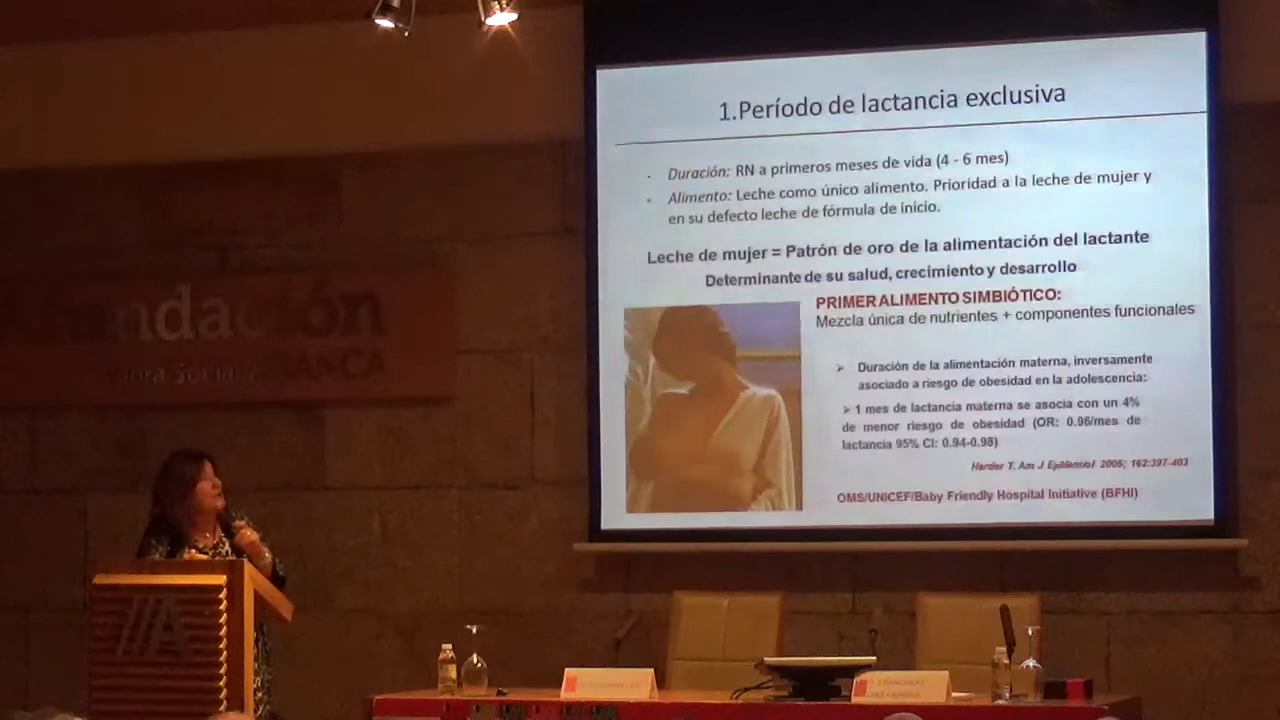 1.Período de lactancia exclusiva
- Duración: RN a primeros meses de vida (4 - 6 mes)
• Alimento: Leche como único alimento. Prioridad a la leche de mujer y
en su defecto leche de fórmula de inicio.
Leche de mujer = Patrón de oro de la alimentación del lactante
Determinante de su salud, crecimiento y desarrollo
PRIMER ALIMENTO SIMBIÓTICO:
Mezcla única de nutrientes + componentes funcionales
➢ Duración de la alimentación materna, inversamente
asociado a riesgo de obesidad en la adolescencia:
➢ 1 mes de lactancia materna se asocia con un 4%
de menor riesgo de obesidad (OR: 0.96/mes de
lactancia 95% CI: 0.94-0.98)
Harder T. Am J Epidemiol 2005; 162:397-403
OMS/UNICEF/Baby Friendly Hospital Initiative (BFHI)
Social